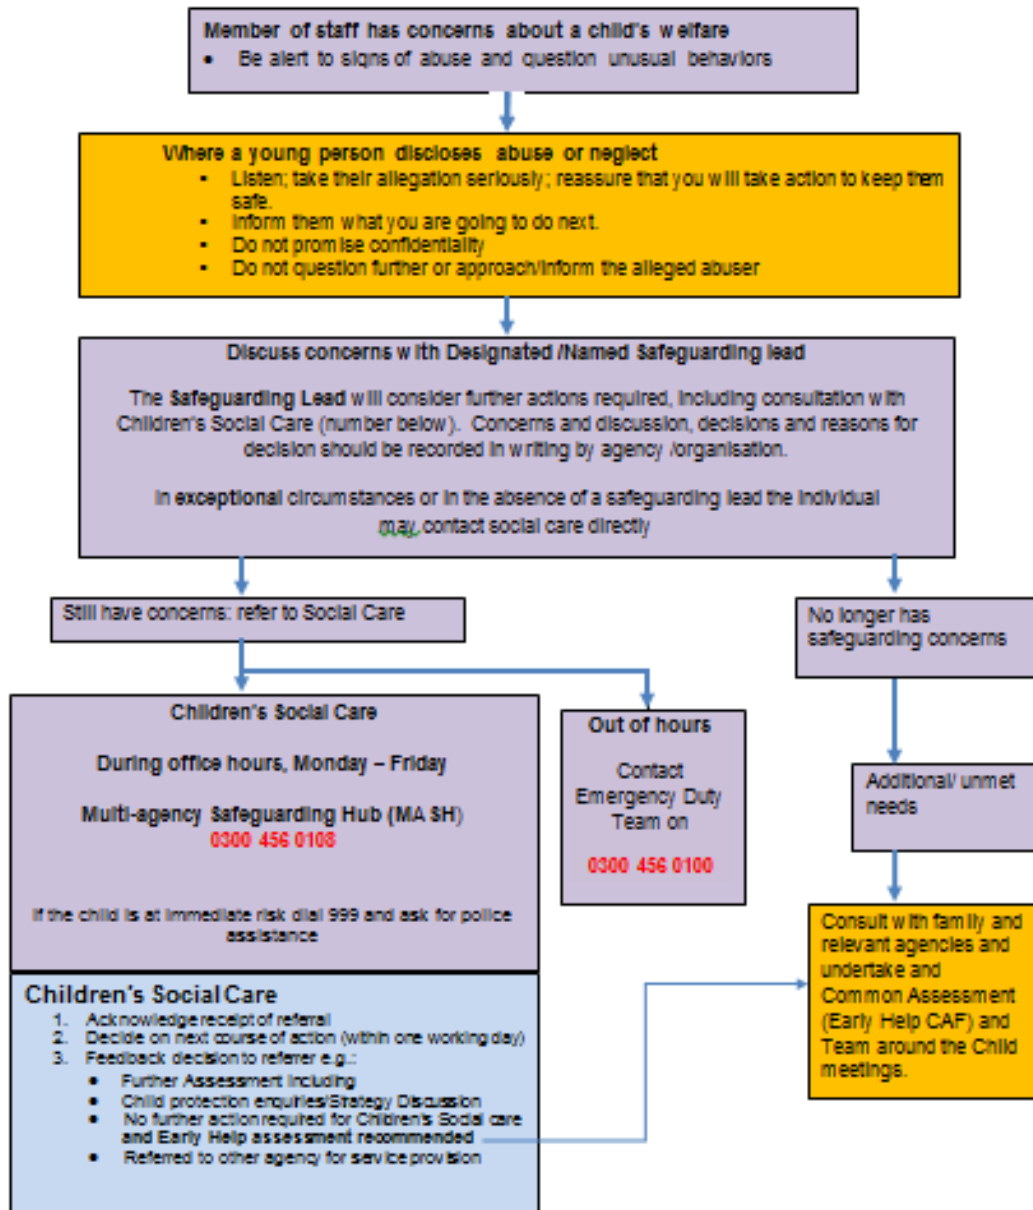 Member of staff has concerns about a child's welfare
• Be alert to signs of abuse and question unusual behaviors
Where a young person discloses abuse or neglect
▪ Listen; take their allegation seriously; reassure that you will take action to keep them
safe.
▪ Inform them what you are going to do next.
▪ Do not promise confidentiality
▪ Do not question further or approach/inform the alleged abuser
Discuss concerns with Designated /Named Safeguarding lead
The Safeguarding Lead will consider further actions required, including consultation with
Children's Social Care (number below). Concerns and discussion, decisions and reasons for
decision should be recorded in writing by agency /organisation.
In exceptional circumstances or in the absence of a safeguarding lead the individual
may contact social care directly
Still have concerns: refer to Social Care
No longer has
safeguarding concerns
Children's Social Care
During office hours, Monday – Friday
Multi-agency Safeguarding Hub (MASH)
0300 456 0108
If the child is at immediate risk dial 999 and ask for police
assistance
Out of hours
Contact
Emergency Duty
Team on
0300 456 0100
Additional/ unmet
needs
Children's Social Care
1. Acknowledge receipt of referral
2. Decide on next course of action (within one working day)
3. Feedback decision to referrer e.g.:
• Further Assessment including
• Child protection enquiries/Strategy Discussion
• No further action required for Children's Social care
and Early Help assessment recommended
• Referred to other agency for service provision
Consult with family and
relevant agencies and
undertake and
Common Assessment
(Early Help CAF) and
Team around the Child
meetings.